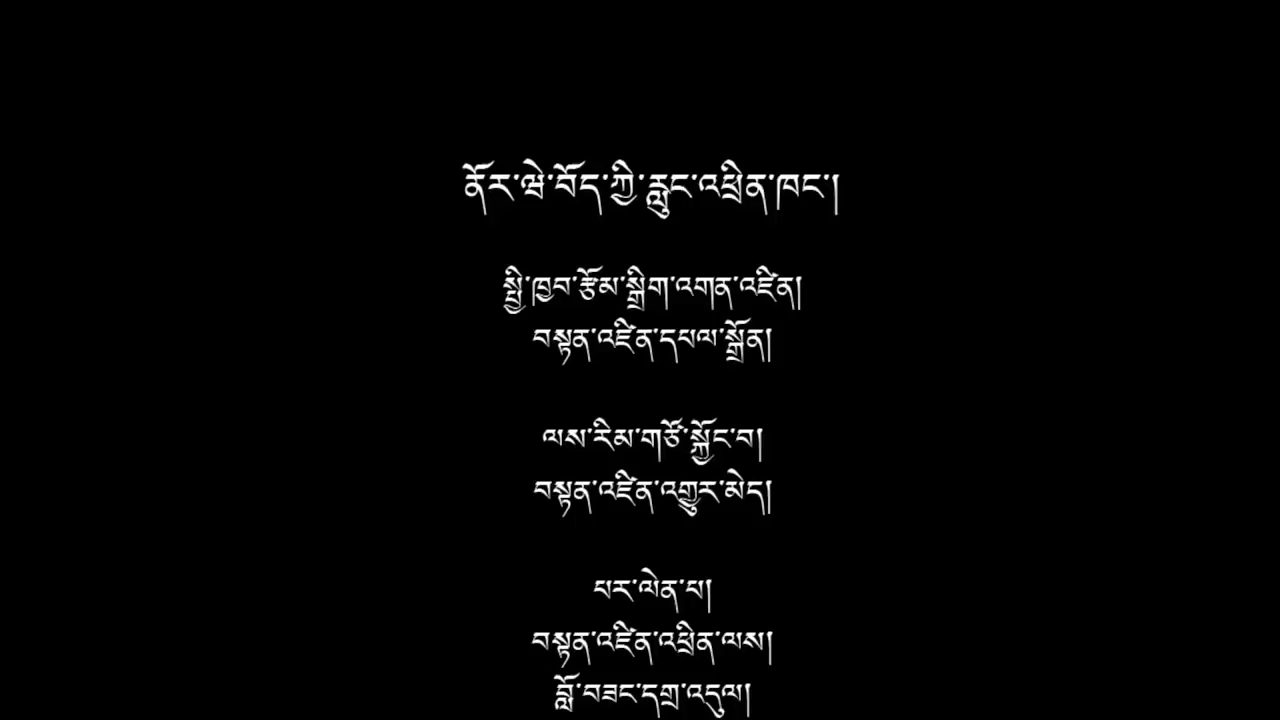 ནོར་ཝེ་བོད་ཀྱི་རླུང་འཕྲིན་ཁང་།
སྤྱི་ཁྱབ་རྩོམ་སྒྲིག་འགན་འཛིན།
བསྟན་འཛིན་དཔལ་སྒྲོན།
ལས་རིམ་གཙོ་སྐྱོང་བ།
བསྟན་འཛིན་འགྱུར་མེད།
པར་ལེན་པ།
བསྟན་འཛིན་འཕྲིན་ལས།
བློ་བཟང་དགྲ་འདུལ།